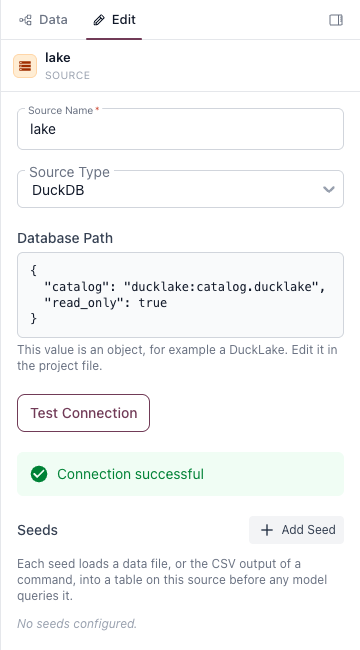 Data
Edit
lake
SOURCE
Source Name *
lake
Source Type
DuckDB
Database Path
{
  "catalog": "ducklake:catalog.ducklake",
  "read_only": true
}
This value is an object, for example a DuckLake. Edit it in
the project file.
Test Connection
Connection successful
Seeds
Add Seed
Each seed loads a data file, or the CSV output of a
command, into a table on this source before any model
queries it.
No seeds configured.